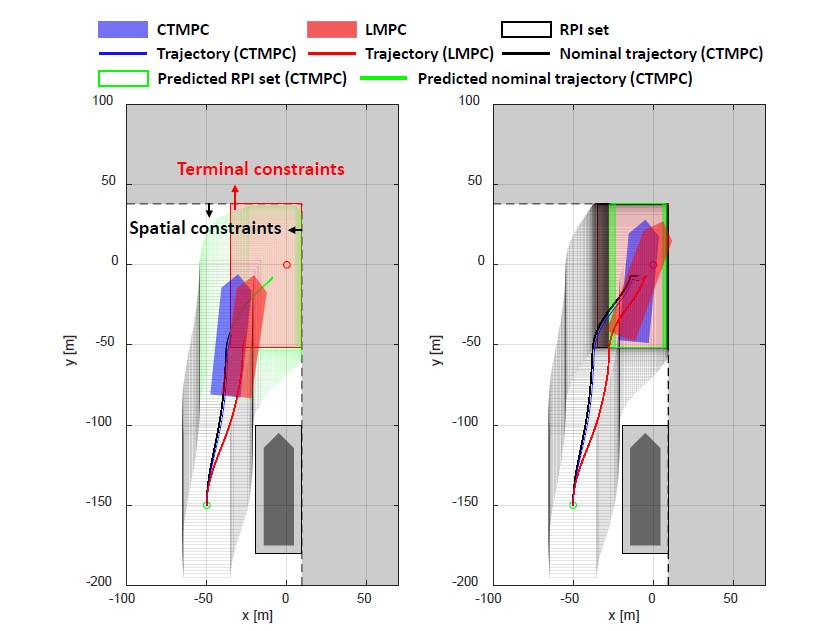 CTMPC LMPC RPI set
Trajectory (CTMPC) Trajectory (LMPC) Nominal trajectory (CTMPC)
Predicted RPI set (CTMPC) Predicted nominal trajectory (CTMPC)
100
50
0
-50
-100
-150
-200
y [m]
Terminal constraints
Spatial constraints
-100 -50 0 50
x [m]
100
50
0
-50
-100
-150
-200
y [m]
-100 -50 0 50
x [m]